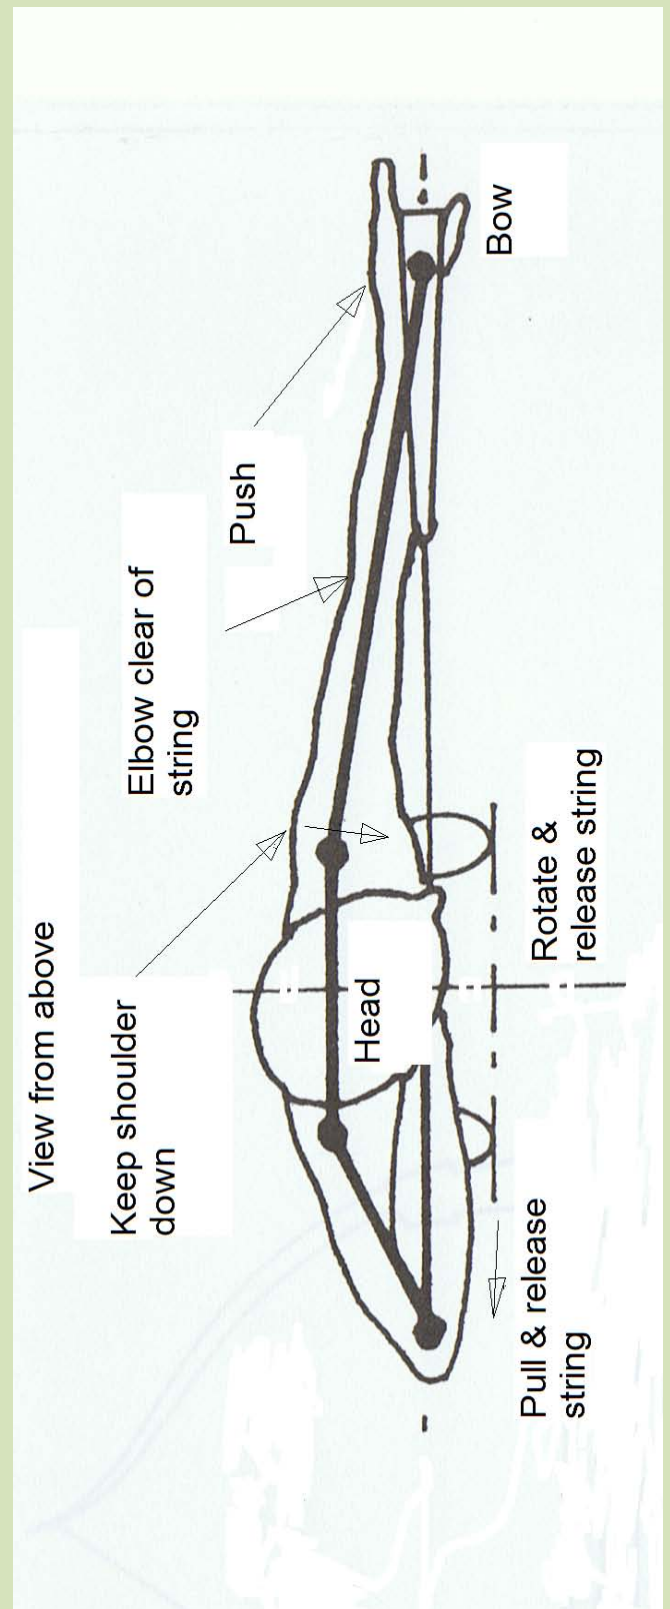 View from above
Keep shoulder
down
Elbow clear of
string
Push
Head
Bow
Pull & release
string
Rotate &
release string